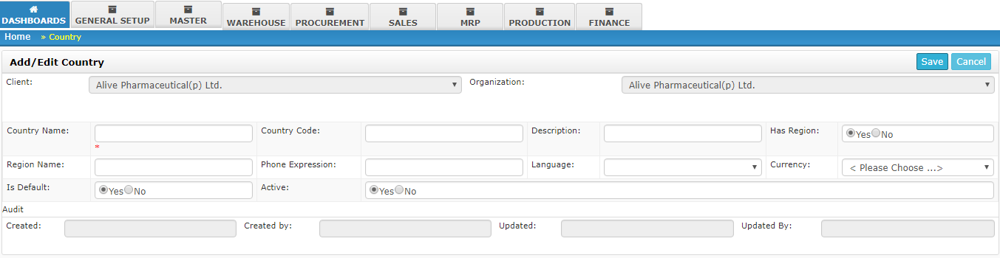 DASHBOARDS GENERAL SETUP MASTER WAREHOUSE PROCUREMENT SALES MRP PRODUCTION FINANCE
Home » Country
Add/Edit Country Save Cancel
Client: Alive Pharmaceutical(p) Ltd. Organization: Alive Pharmaceutical(p) Ltd.
Country Name: Country Code: Description: Has Region: Yes No
*
Region Name: Phone Expression: Language: Currency: < Please Choose ...>
Is Default: Yes No Active: Yes No
Audit
Created: Created by: Updated: Updated By: